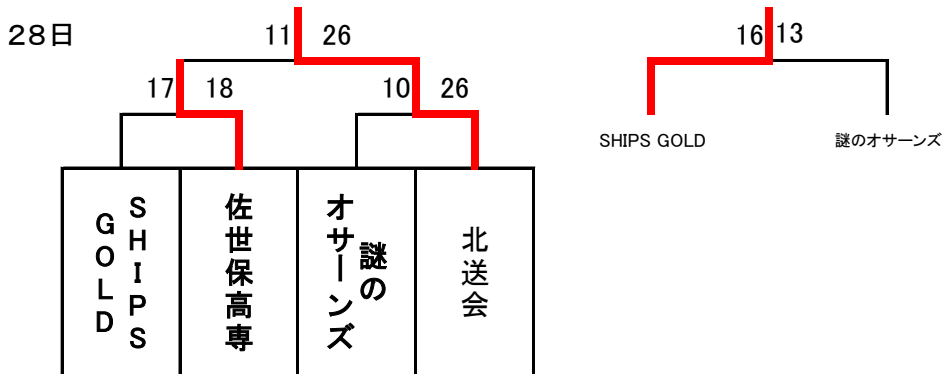 28日
11 26
16 13
17 18
10 26
SHIPS GOLD
謎のオサーンズ
SHIPS
GOLD
佐世保高専
謎の
オサーンズ
北送会